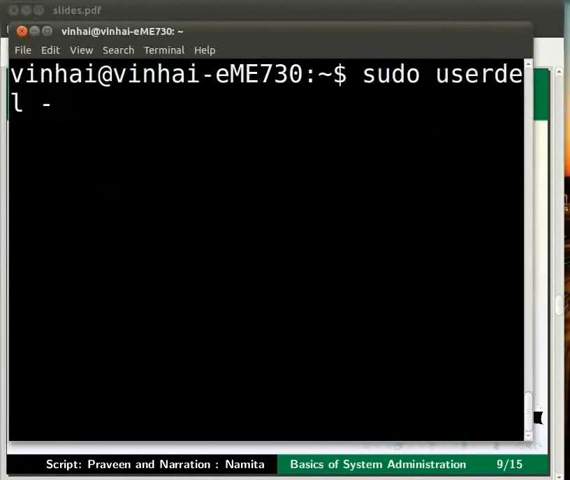 slides.pdf
vinhai@vinhai-eME730: ~
File Edit View Search Terminal Help
vinhai@vinhai-eME730:~$ sudo userde
l -
Script: Praveen and Narration : Namita Basics of System Administration 9/15